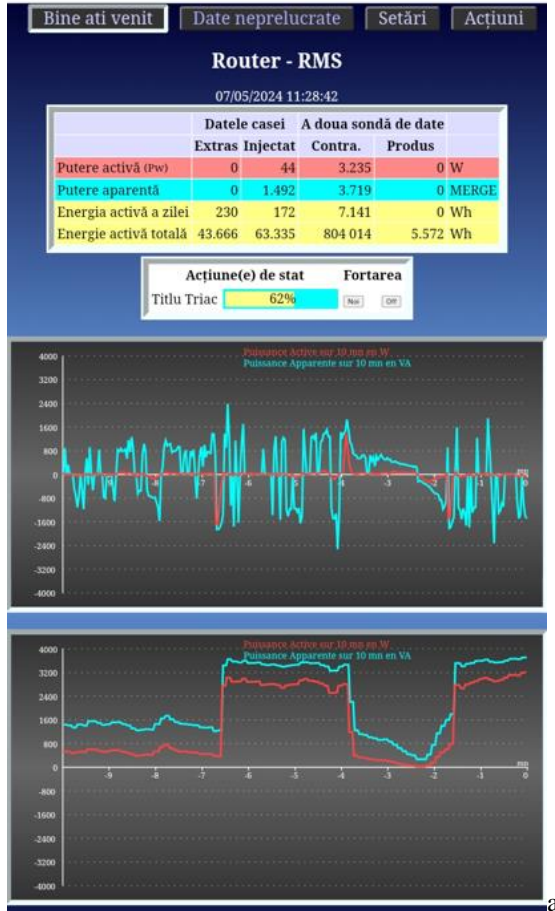 Bine ati venit Date neprelucrate Setări Acțiuni
Router - RMS
07/05/2024 11:28:42
Datele casei A doua sondă de date
Extras Injectat Contra. Produs
Putere activă (Pw) 0 44 3.235 0 W
Putere aparentă 0 1.492 3.719 0 MERGE
Energia activă a zilei 230 172 7.141 0 Wh
Energie activă totală 43.666 63.335 804 014 5.572 Wh
Acțiune(e) de stat Fortarea
Titlu Triac 62% Off
Puissance Active sur 10 mn en W
Puissance Apparente sur 10 mn en VA
4000
3200
2400
1600
800
0
-800
-1600
-2400
-3200
-4000
-9 -8 -7 -6 -5 -4 -3 -2 -1 0
mn
Puissance Active sur 10 mn en W
Puissance Apparente sur 10 mn en VA
4000
3200
2400
1600
800
0
-800
-1600
-2400
-3200
-4000
-9 -8 -7 -6 -5 -4 -3 -2 -1 0
mn
a